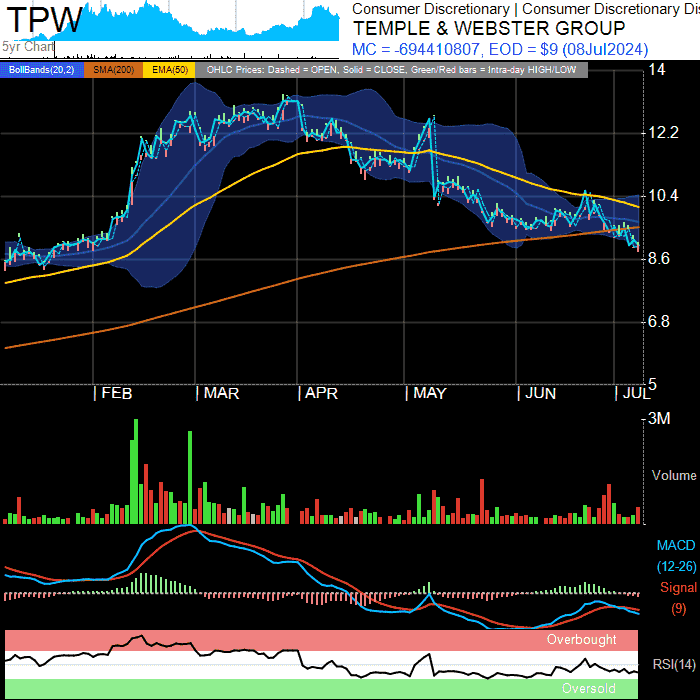 TPW
5yr Chart
Consumer Discretionary | Consumer Discretionary Dis
TEMPLE & WEBSTER GROUP
MC = -694410807, EOD = $9 (08Jul2024)
BollBands(20,2) SMA(200) EMA(50) OHLC Prices: Dashed = OPEN, Solid = CLOSE, Green/Red bars = Intra-day HIGH/LOW
14
12.2
10.4
8.6
6.8
5
| FEB | MAR | APR | MAY | JUN | JUL
3M
Volume
MACD
(12-26)
Signal
(9)
Overbought
RSI(14)
Oversold